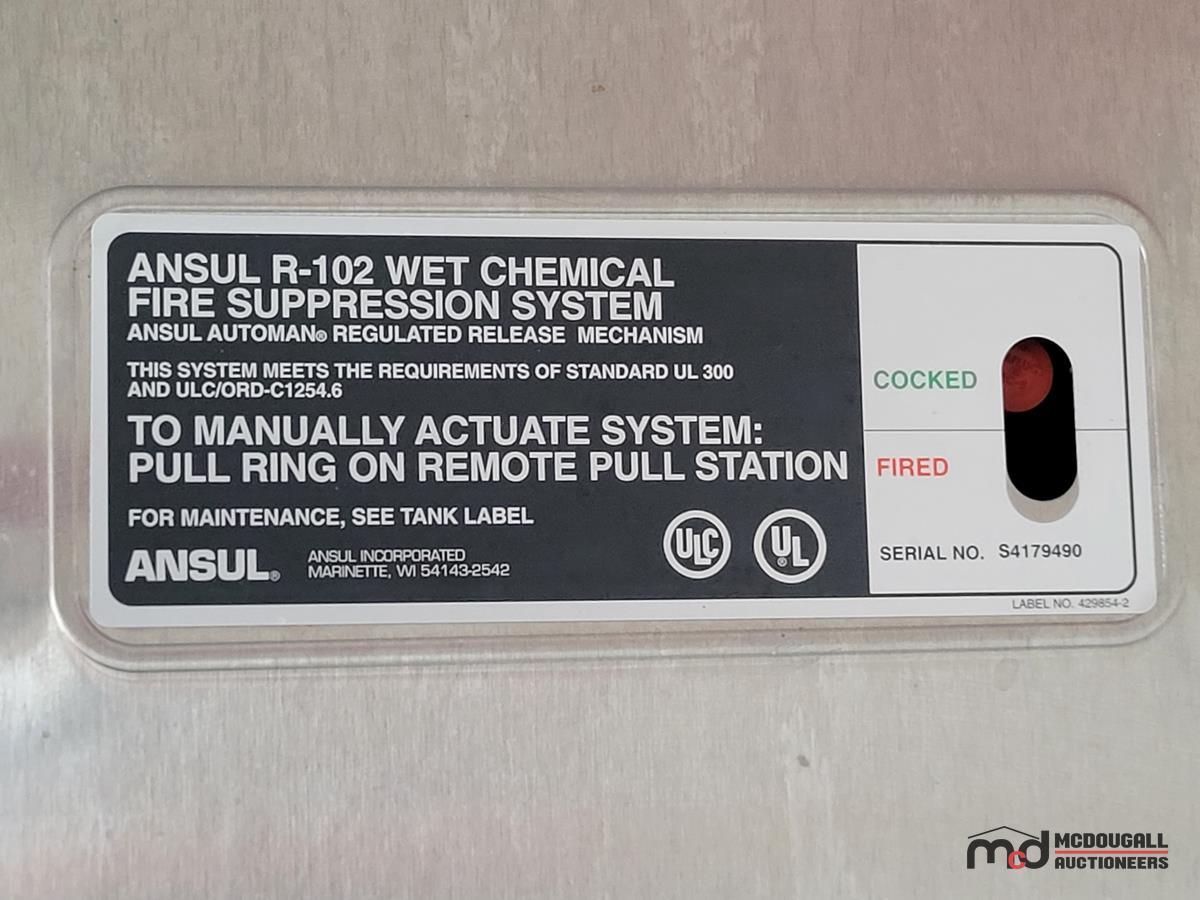 ANSUL R-102 WET CHEMICAL
FIRE SUPPRESSION SYSTEM
ANSUL AUTOMAN® REGULATED RELEASE MECHANISM
THIS SYSTEM MEETS THE REQUIREMENTS OF STANDARD UL 300
AND ULC/ORD-C1254.6
TO MANUALLY ACTUATE SYSTEM:
PULL RING ON REMOTE PULL STATION
FOR MAINTENANCE, SEE TANK LABEL
ANSUL®
ANSUL INCORPORATED
MARINETTE, WI 54143-2542
ULC
UL®
COCKED
FIRED
SERIAL NO. S4179490
LABEL NO. 429854-2
mcd
MCDOUGALL
AUCTIONEERS